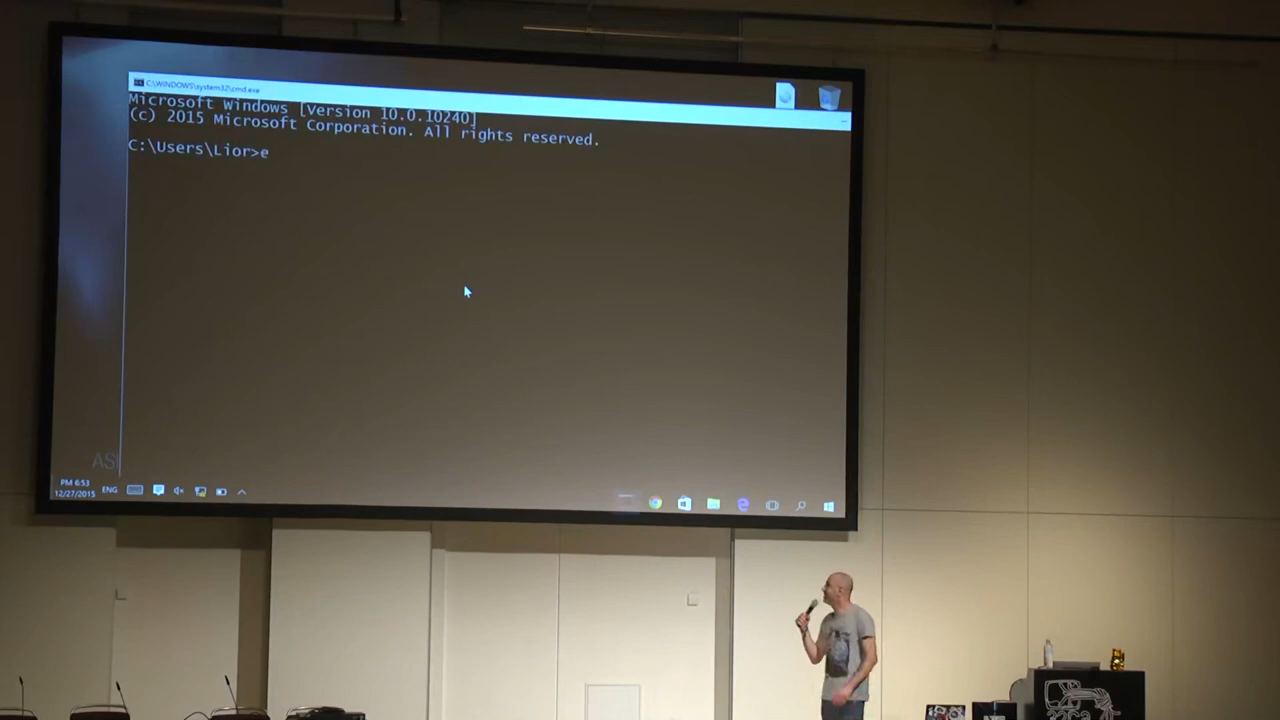 C:\WINDOWS\system32\cmd.exe
Microsoft Windows [Version 10.0.10240]
(c) 2015 Microsoft Corporation. All rights reserved.
C:\Users\Lior>e
PM 6:53
12/27/2015
ENG
32c3